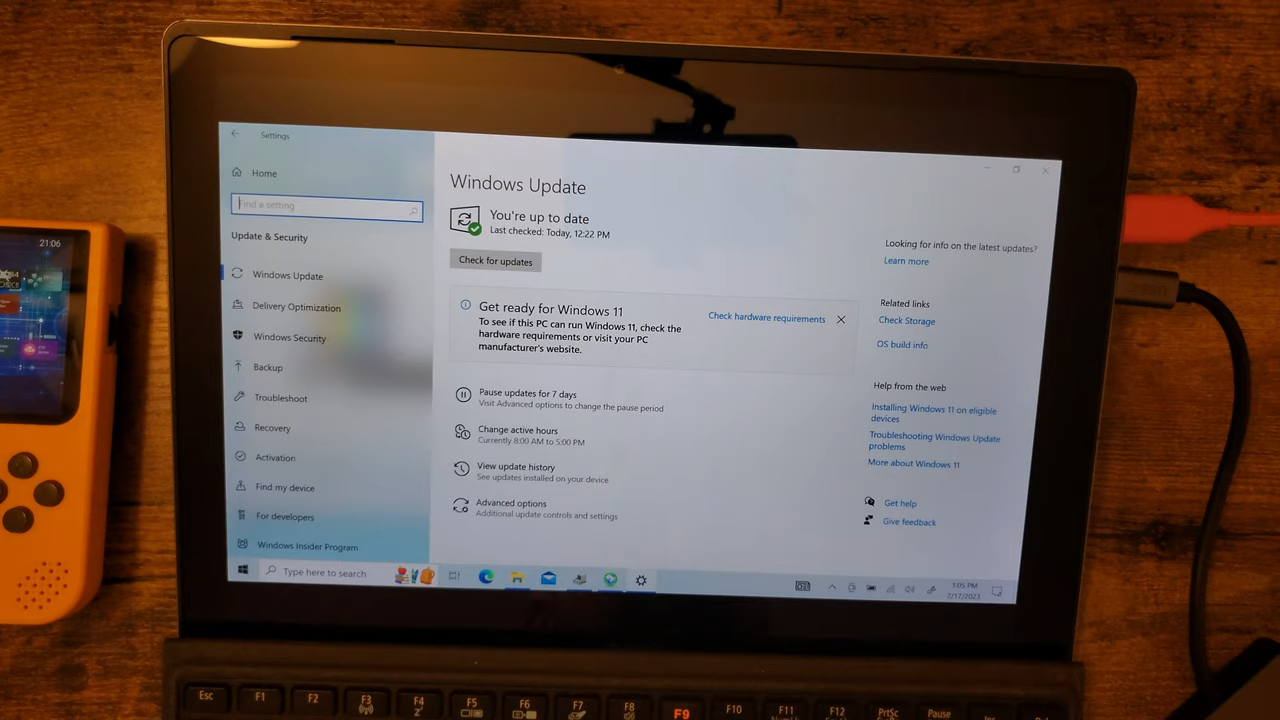 21:06
Settings
Home
Find a setting
Update & Security
Windows Update
Delivery Optimization
Windows Security
Backup
Troubleshoot
Recovery
Activation
Find my device
For developers
Windows Insider Program
Windows Update
You're up to date
Last checked: Today, 12:22 PM
Check for updates
Get ready for Windows 11
To see if this PC can run Windows 11, check the
hardware requirements or visit your PC
manufacturer's website.
Check hardware requirements
Pause updates for 7 days
Visit Advanced options to change the pause period
Change active hours
Currently 8:00 AM to 5:00 PM
View update history
See updates installed on your device
Advanced options
Additional update controls and settings
Looking for info on the latest updates?
Learn more
Related links
Check Storage
OS build info
Help from the web
Installing Windows 11 on eligible
devices
Troubleshooting Windows Update
problems
More about Windows 11
Get help
Give feedback
Type here to search
1:05 PM
7/17/2023
Esc F1 F2 F3 F4 F5 F6 F7 F8 F9 F10 F11 F12 PrtSc Pause